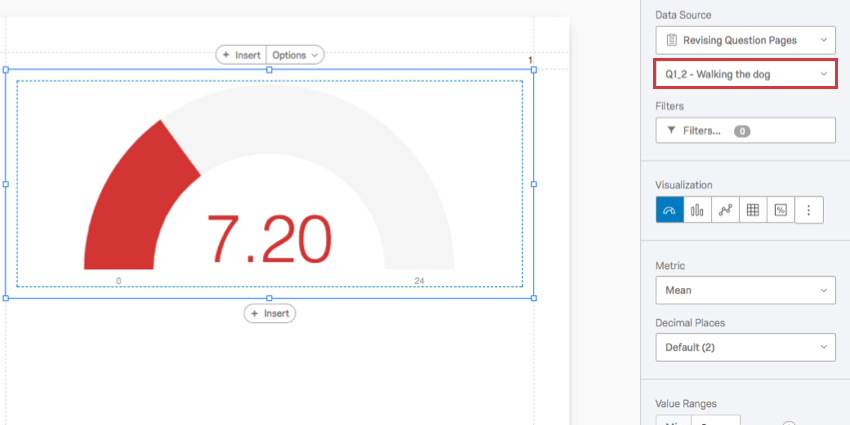 Data Source
Revising Question Pages
Q1_2 - Walking the dog
Filters
Filters... 0
Visualization
%
Metric
Mean
Decimal Places
Default (2)
Value Ranges
+ Insert Options
1
7.20
0 24
+ Insert